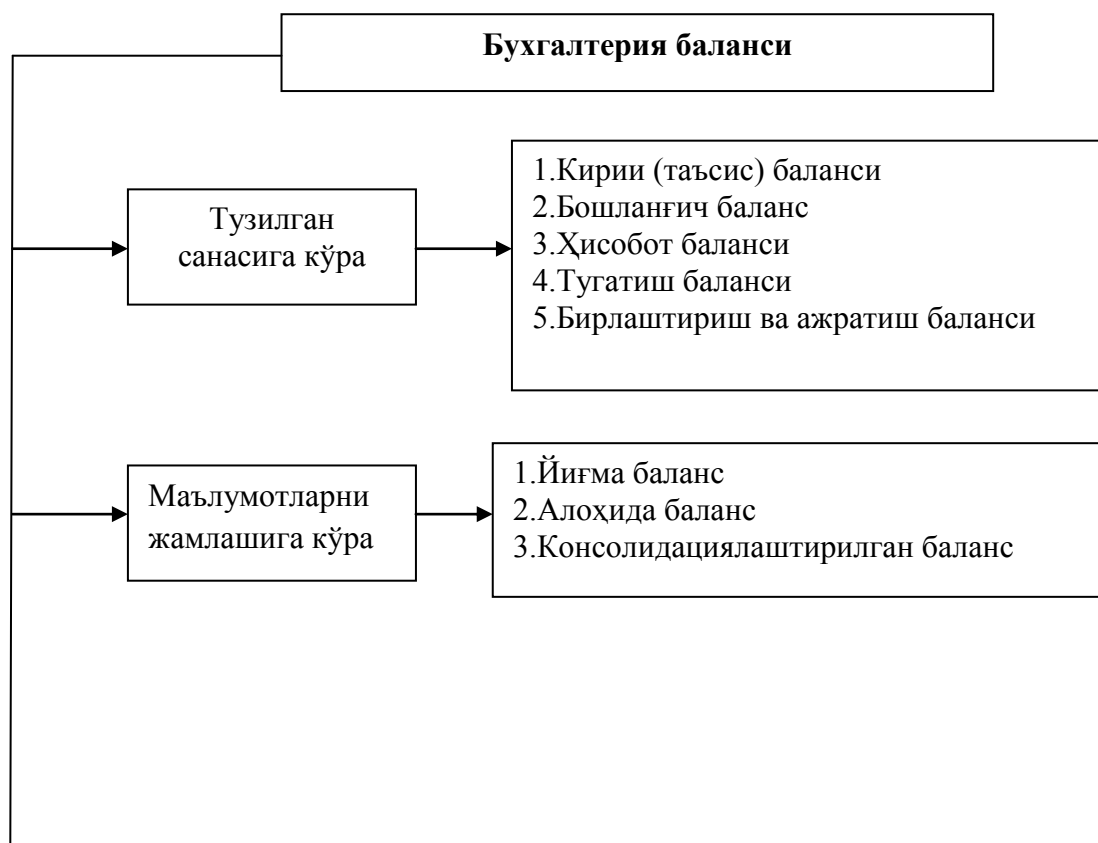 Бухгалтерия баланси
Тузилган
санасига кўра
1.Кирии (таъсис) баланси
2.Бошланғич баланс
3.Ҳисобот баланси
4.Тугатиш баланси
5.Бирлаштириш ва ажратиш баланси
Маълумотларни
жамлашига кўра
1.Йиғма баланс
2.Алоҳида баланс
3.Консолидациялаштирилган баланс